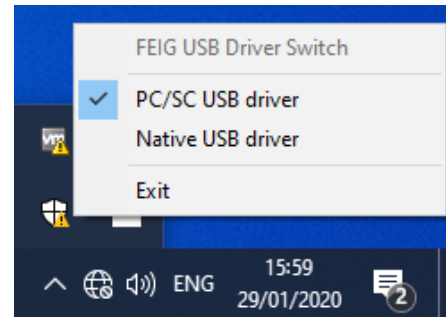 FEIG USB Driver Switch
PC/SC USB driver
Native USB driver
Exit
vm
ENG
15:59
29/01/2020
2